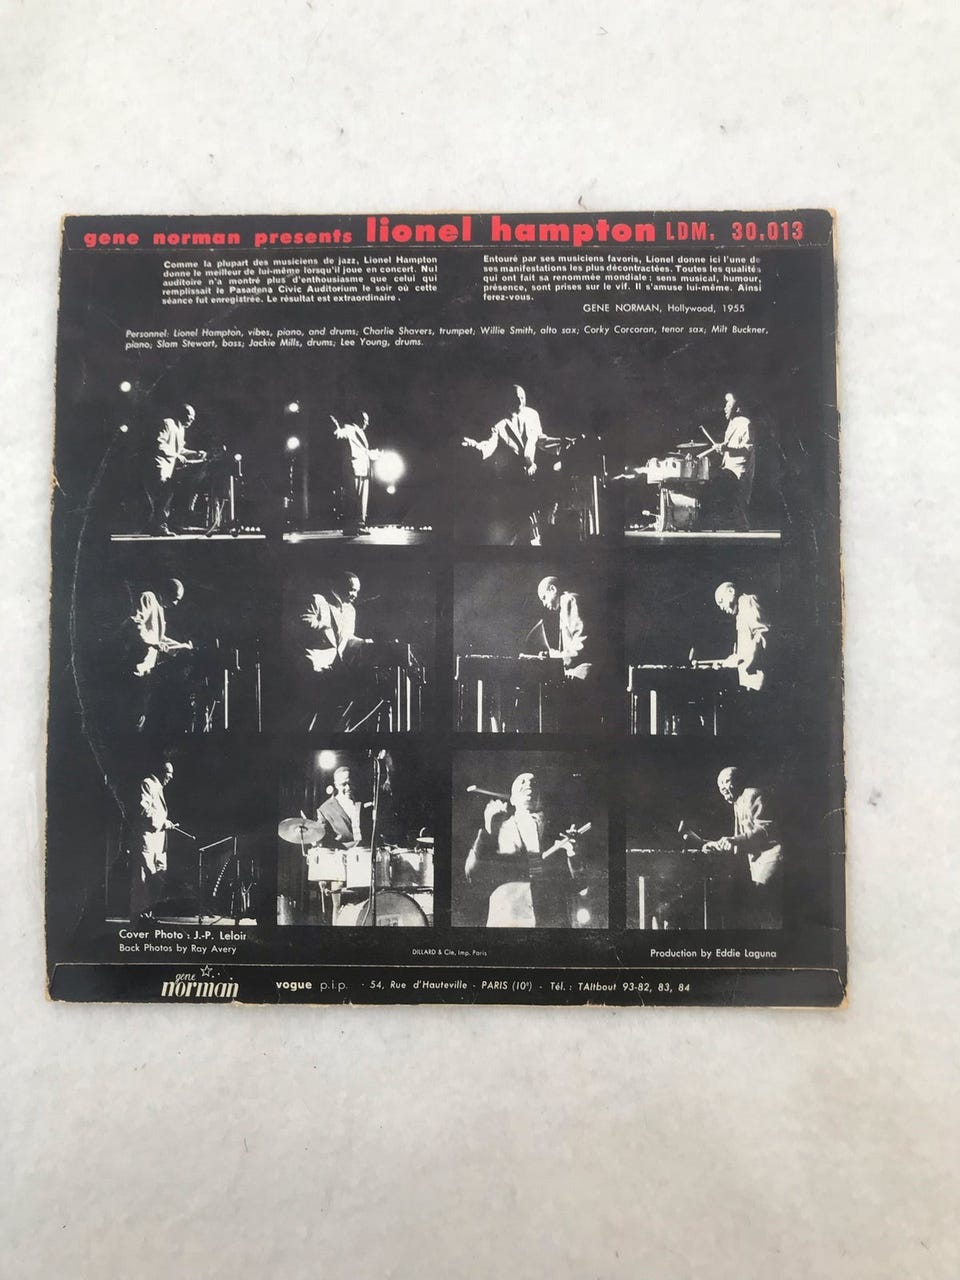 gene norman presents lionel hampton LDM. 30.013
Comme la plupart des musiciens de jazz, Lionel Hampton
donne le meilleur de lui-même lorsqu'il joue en concert. Nul
auditoire n'a montré plus d'enthousiasme que celui qui
remplissait le Pasadena Civic Auditorium le soir où cette
séance fut enregistrée. Le résultat est extraordinaire.
Entouré par ses musiciens favoris, Lionel donne ici l'une de
ses manifestations les plus décontractées. Toutes les qualités
qui ont fait sa renommée mondiale : sens musical, humour,
présence, sont prises sur le vif. Il s'amuse lui-même. Ainsi
ferez-vous.
GENE NORMAN, Hollywood, 1955
Personnel: Lionel Hampton, vibes, piano, and drums; Charlie Shavers, trumpet; Willie Smith, alto sax; Corky Corcoran, tenor sax; Milt Buckner,
piano; Slam Stewart, bass; Jackie Mills, drums; Lee Young, drums.
Cover Photo : J.-P. Leloir
Back Photos by Ray Avery
DILLARD & Cie, Imp. Paris
Production by Eddie Laguna
gene
norman
vogue p.i.p. · 54, Rue d'Hauteville - PARIS (10e) - Tél. : TAItbout 93-82, 83, 84